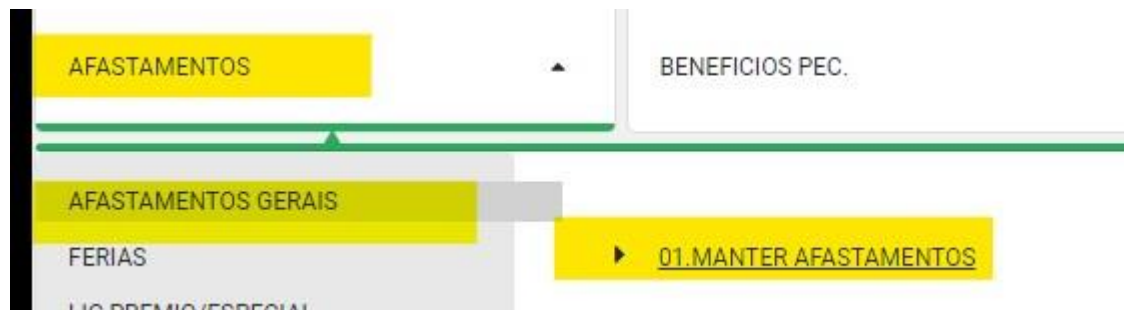 AFASTAMENTOS
BENEFICIOS PEC.
AFASTAMENTOS GERAIS
FERIAS
01.MANTER AFASTAMENTOS